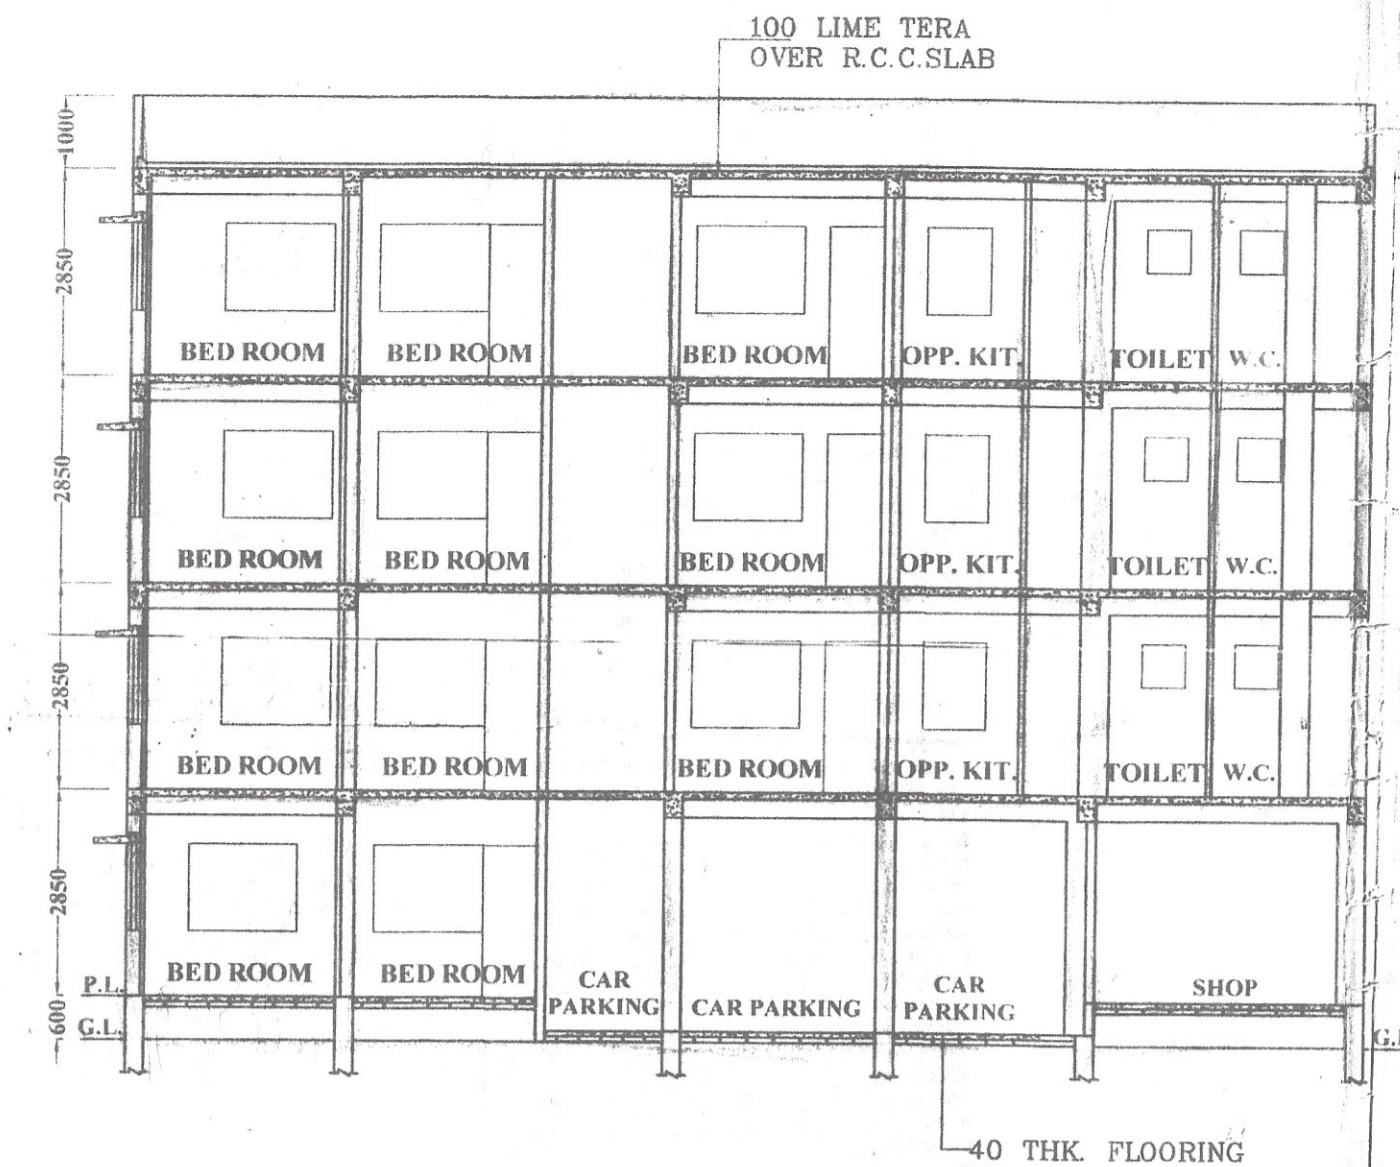 100 LIME TERA
OVER R.C.C.SLAB
1000
2850
BED ROOM BED ROOM BED ROOM OPP. KIT. TOILET W.C.
2850
BED ROOM BED ROOM BED ROOM OPP. KIT. TOILET W.C.
2850
BED ROOM BED ROOM BED ROOM OPP. KIT. TOILET W.C.
2850
BED ROOM BED ROOM CAR PARKING CAR PARKING CAR PARKING SHOP
P.L.
600
G.L.
40 THK. FLOORING